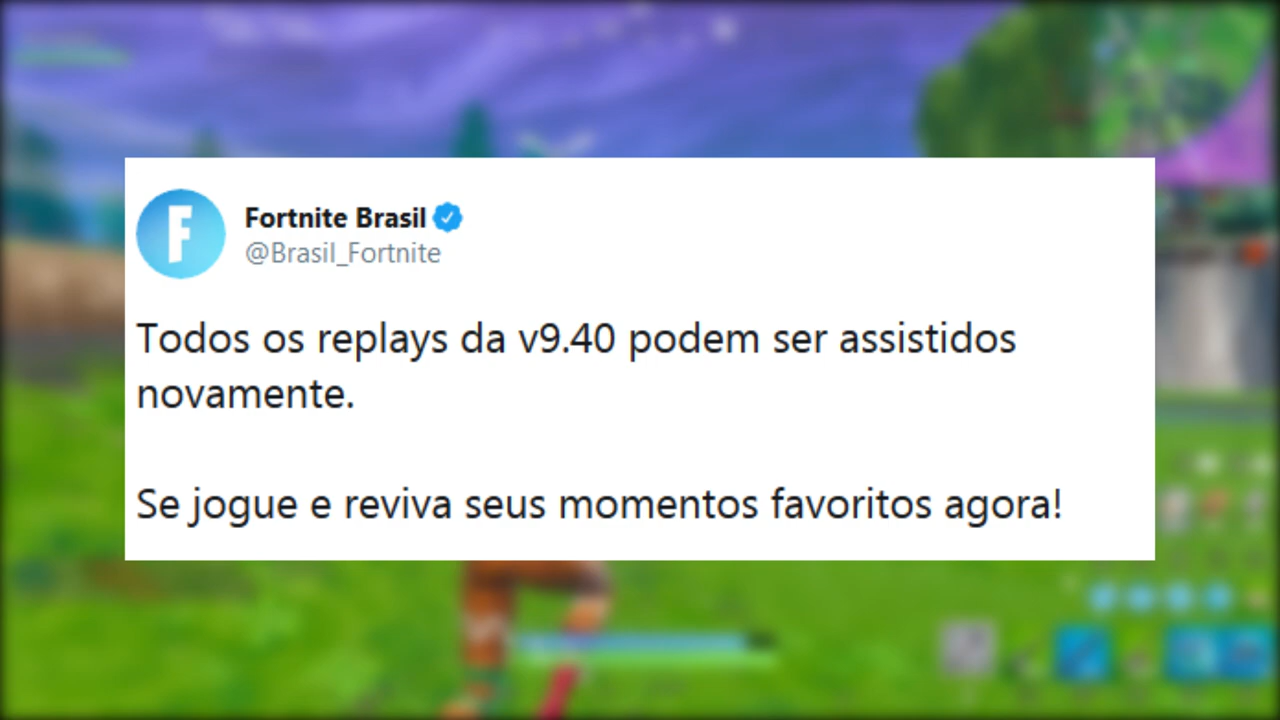 Fortnite Brasil
@Brasil_Fortnite
Todos os replays da v9.40 podem ser assistidos
novamente.
Se jogue e reviva seus momentos favoritos agora!